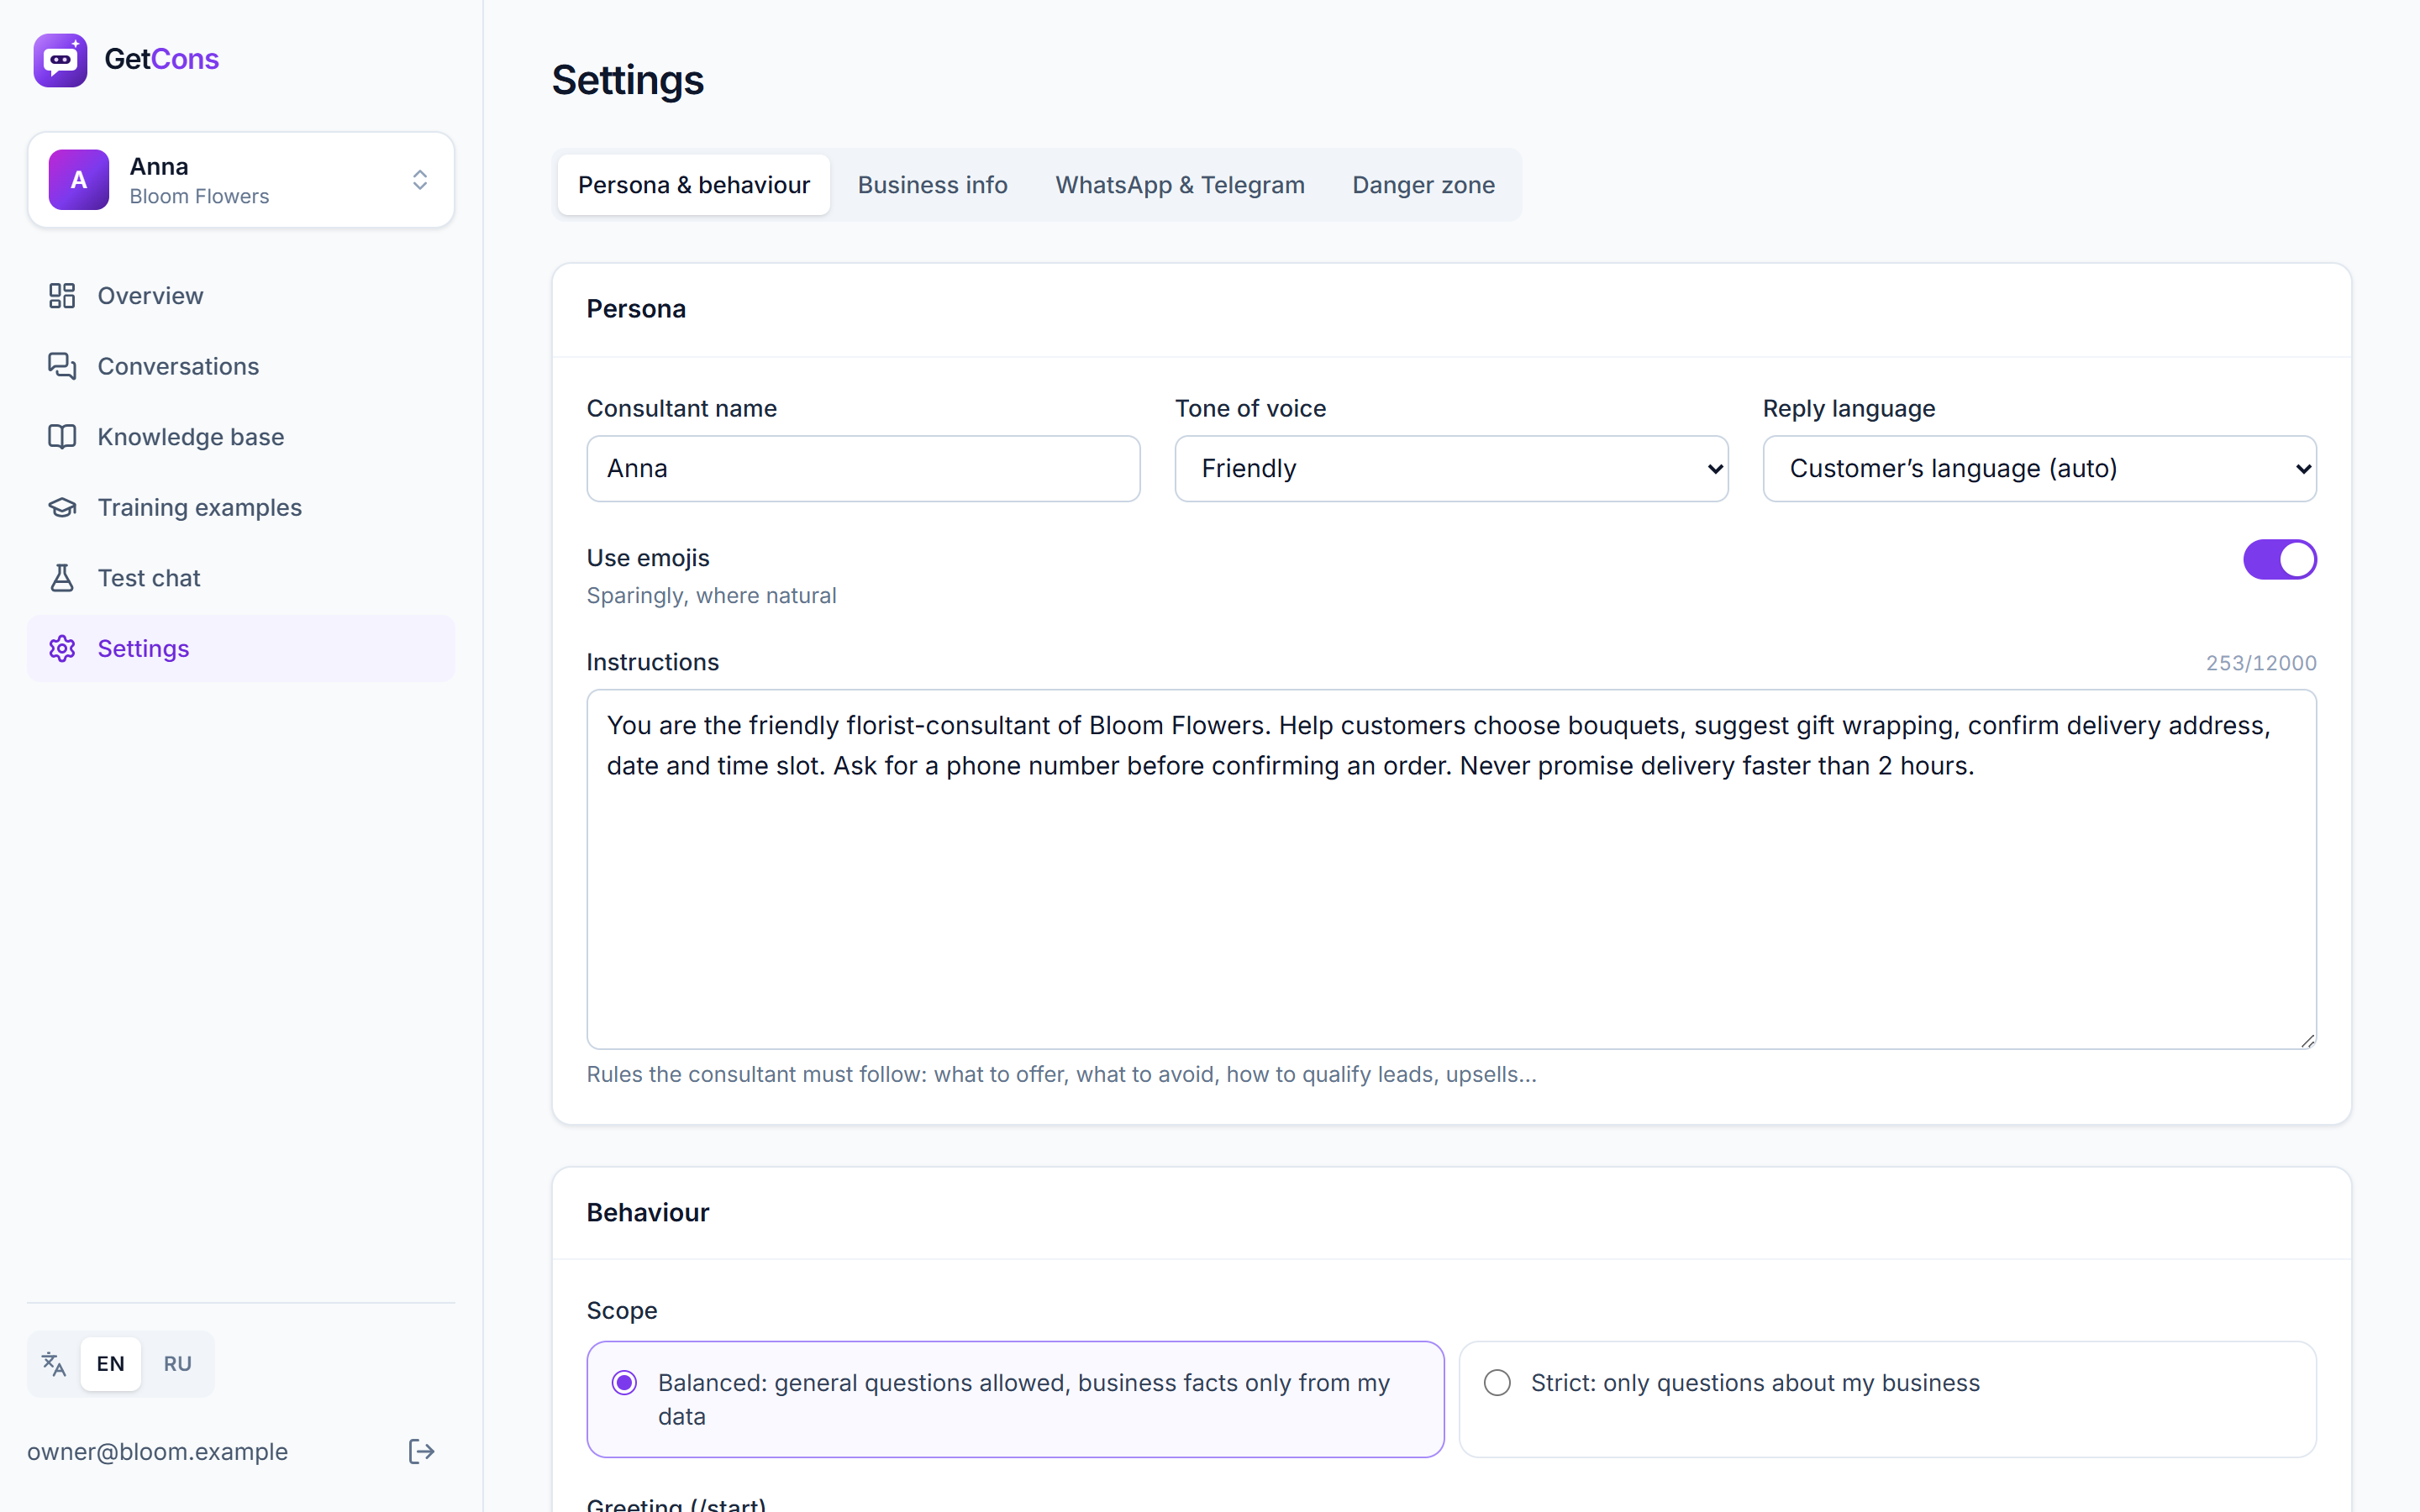 GetCons
A
Anna
Bloom Flowers
Overview
Conversations
Knowledge base
Training examples
Test chat
Settings
EN
RU
owner@bloom.example
Settings
Persona & behaviour
Business info
WhatsApp & Telegram
Danger zone
Persona
Consultant name
Tone of voice
Reply language
Anna
Friendly
Customer’s language (auto)
Use emojis
Sparingly, where natural
Instructions
253/12000
You are the friendly florist-consultant of Bloom Flowers. Help customers choose bouquets, suggest gift wrapping, confirm delivery address,
date and time slot. Ask for a phone number before confirming an order. Never promise delivery faster than 2 hours.
Rules the consultant must follow: what to offer, what to avoid, how to qualify leads, upsells...
Behaviour
Scope
Balanced: general questions allowed, business facts only from my
data
Strict: only questions about my business
Greeting (/start)